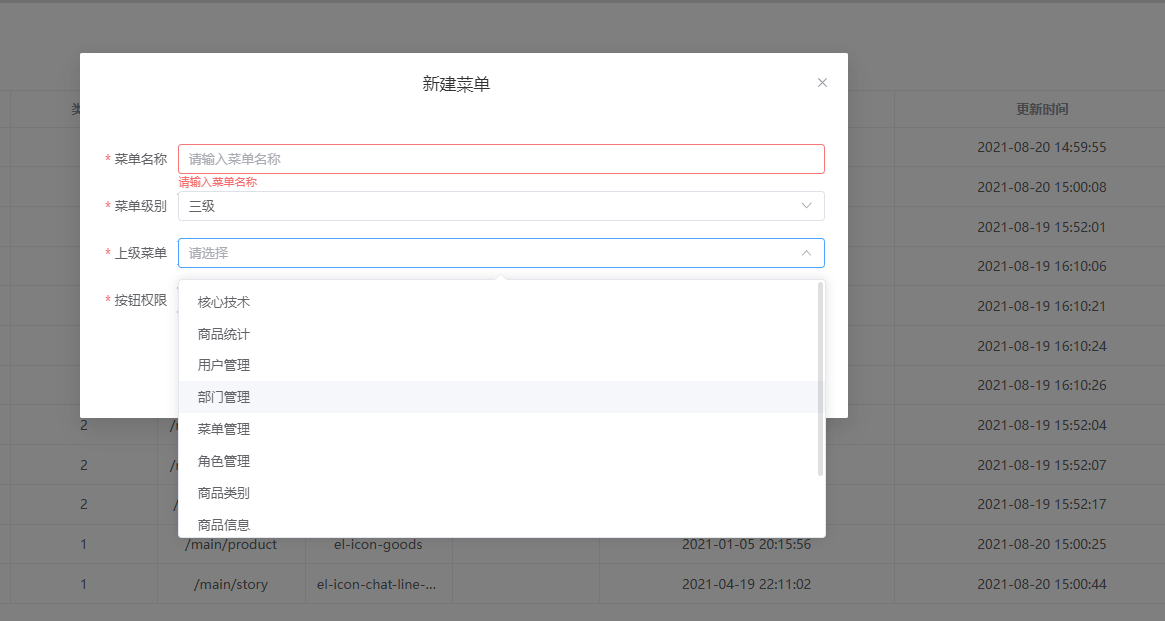 新建菜单
类
更新时间
* 菜单名称 请输入菜单名称
请输入菜单名称
* 菜单级别 三级
* 上级菜单 请选择
* 按钮权限
核心技术
商品统计
用户管理
部门管理
菜单管理
角色管理
商品类别
商品信息
2021-08-20 14:59:55
2021-08-20 15:00:08
2021-08-19 15:52:01
2021-08-19 16:10:06
2021-08-19 16:10:21
2021-08-19 16:10:24
2021-08-19 16:10:26
2 2021-08-19 15:52:04
2 2021-08-19 15:52:07
2 2021-08-19 15:52:17
1 /main/product el-icon-goods 2021-01-05 20:15:56 2021-08-20 15:00:25
1 /main/story el-icon-chat-line-... 2021-04-19 22:11:02 2021-08-20 15:00:44